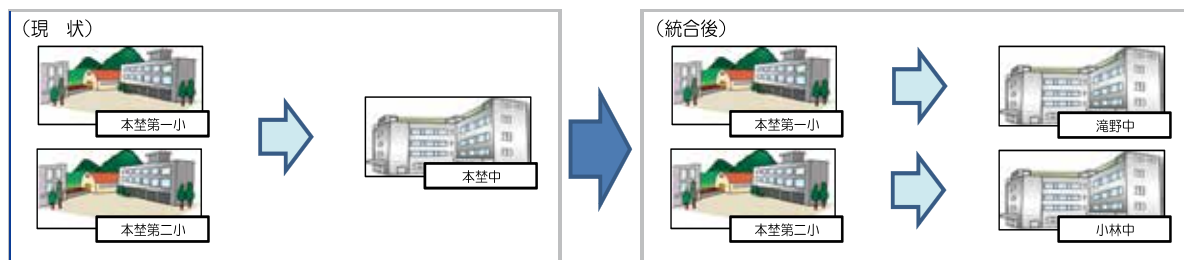 （現　状）
本埜第一小
本埜第二小
本埜中
（統合後）
本埜第一小
滝野中
本埜第二小
小林中